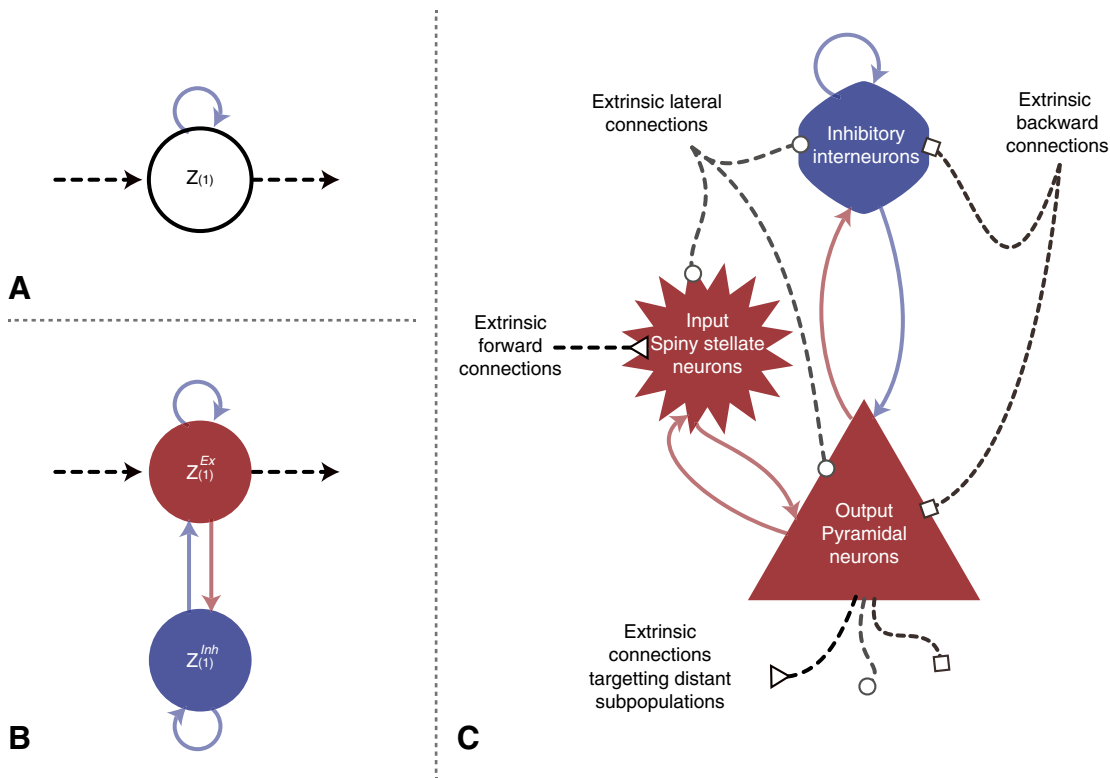 Z(1)
A
Z(1)Ex
Z(1)Inh
B
Extrinsic lateral
connections
Inhibitory
interneurons
Extrinsic
backward
connections
Input
Spiny stellate
neurons
Extrinsic
forward
connections
Output
Pyramidal
neurons
Extrinsic
connections
targetting distant
subpopulations
C